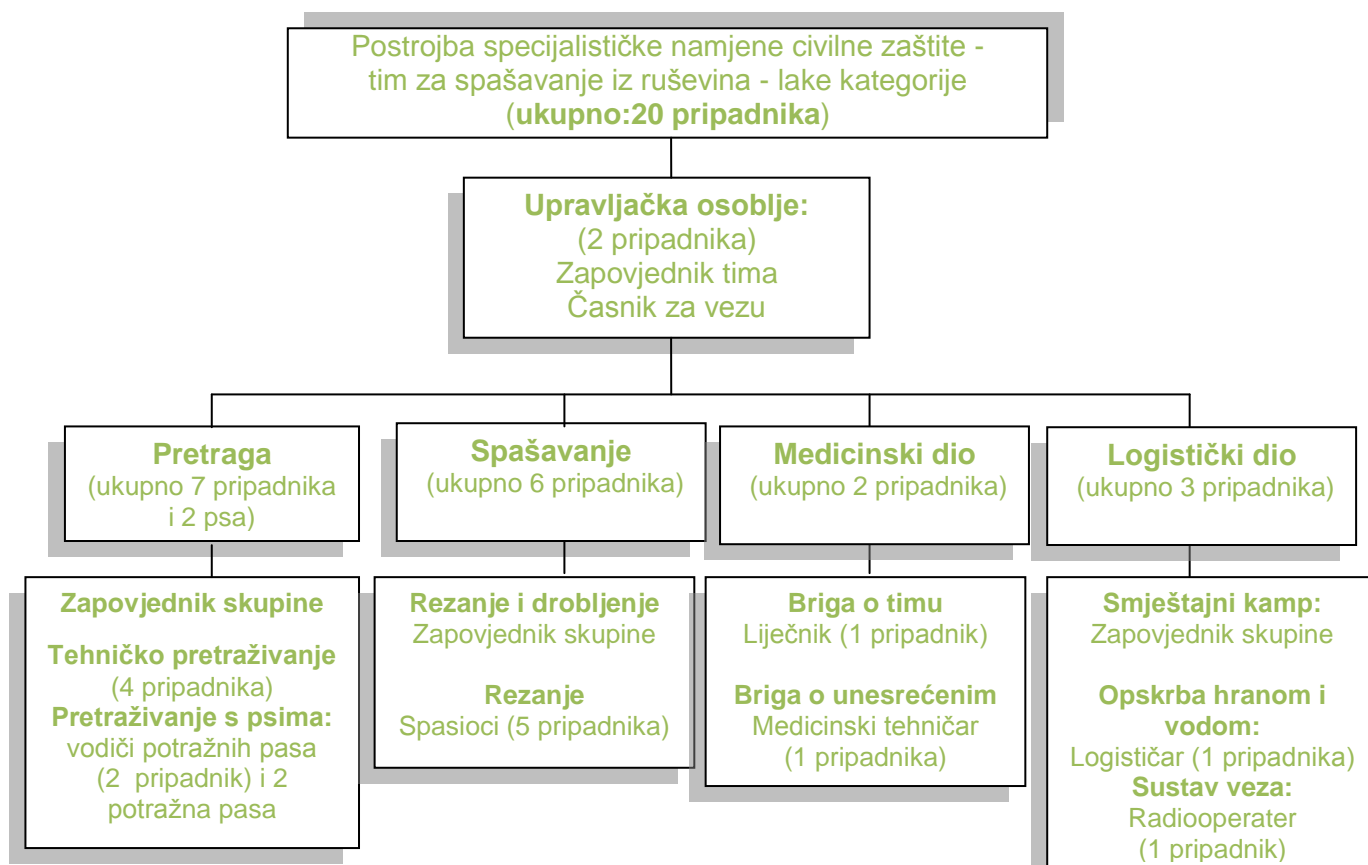 Postrojba specijalističke namjene civilne zaštite -
tim za spašavanje iz ruševina - lake kategorije
(ukupno:20 pripadnika)
Upravljačka osoblje:
(2 pripadnika)
Zapovjednik tima
Časnik za vezu
Pretraga
(ukupno 7 pripadnika
i 2 psa)
Spašavanje
(ukupno 6 pripadnika)
Medicinski dio
(ukupno 2 pripadnika)
Logistički dio
(ukupno 3 pripadnika)
Zapovjednik skupine
Tehničko pretraživanje
(4 pripadnika)
Pretraživanje s psima:
vodiči potražnih pasa
(2 pripadnik) i 2
potražna pasa
Rezanje i drobljenje
Zapovjednik skupine
Rezanje
Spasioci (5 pripadnika)
Briga o timu
Liječnik (1 pripadnik)
Briga o unesrećenim
Medicinski tehničar
(1 pripadnika)
Smještajni kamp:
Zapovjednik skupine
Opskrba hranom i
vodom:
Logističar (1 pripadnika)
Sustav veza:
Radiooperater
(1 pripadnik)